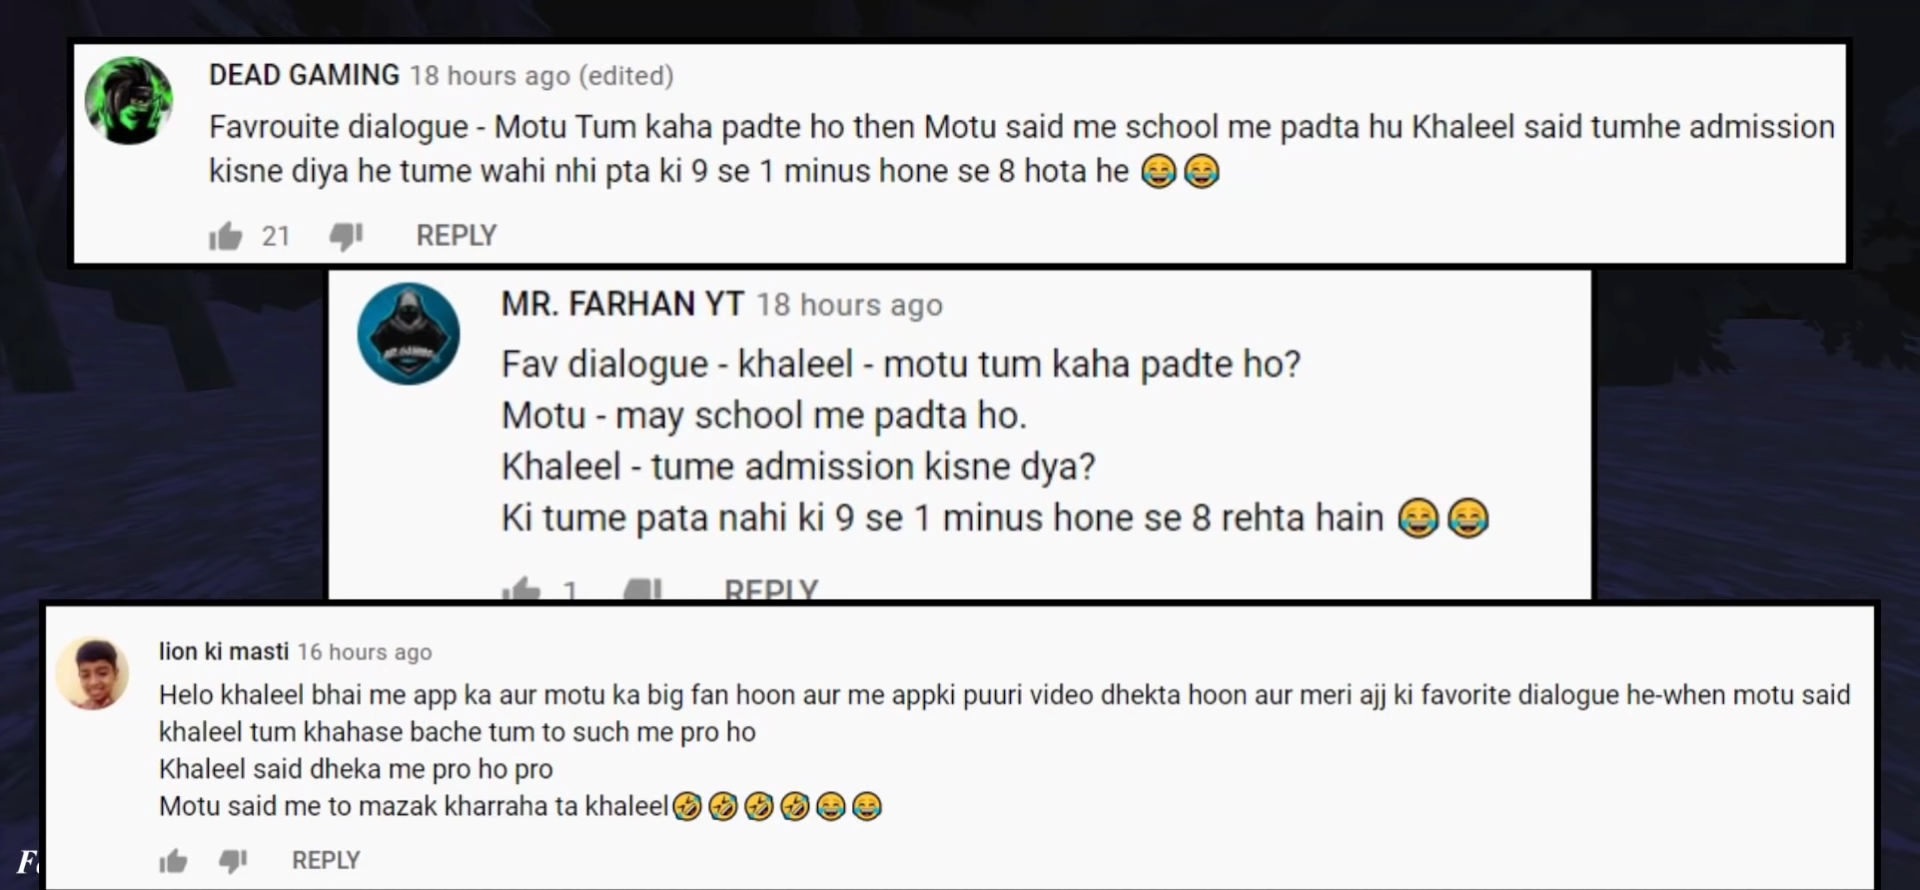 DEAD GAMING 18 hours ago (edited)
Favrouite dialogue - Motu Tum kaha padte ho then Motu said me school me padta hu Khaleel said tumhe admission
kisne diya he tume wahi nhi pta ki 9 se 1 minus hone se 8 hota he 😂😂
21 REPLY
MR. FARHAN YT 18 hours ago
Fav dialogue - khaleel - motu tum kaha padte ho?
Motu - may school me padta ho.
Khaleel - tume admission kisne dya?
Ki tume pata nahi ki 9 se 1 minus hone se 8 rehta hain 😂😂
1 REPLY
lion ki masti 16 hours ago
Helo khaleel bhai me app ka aur motu ka big fan hoon aur me appki puuri video dhekta hoon aur meri ajj ki favorite dialogue he-when motu said
khaleel tum khahase bache tum to such me pro ho
Khaleel said dheka me pro ho pro
Motu said me to mazak kharraha ta khaleel🤣🤣🤣🤣😂😂
REPLY